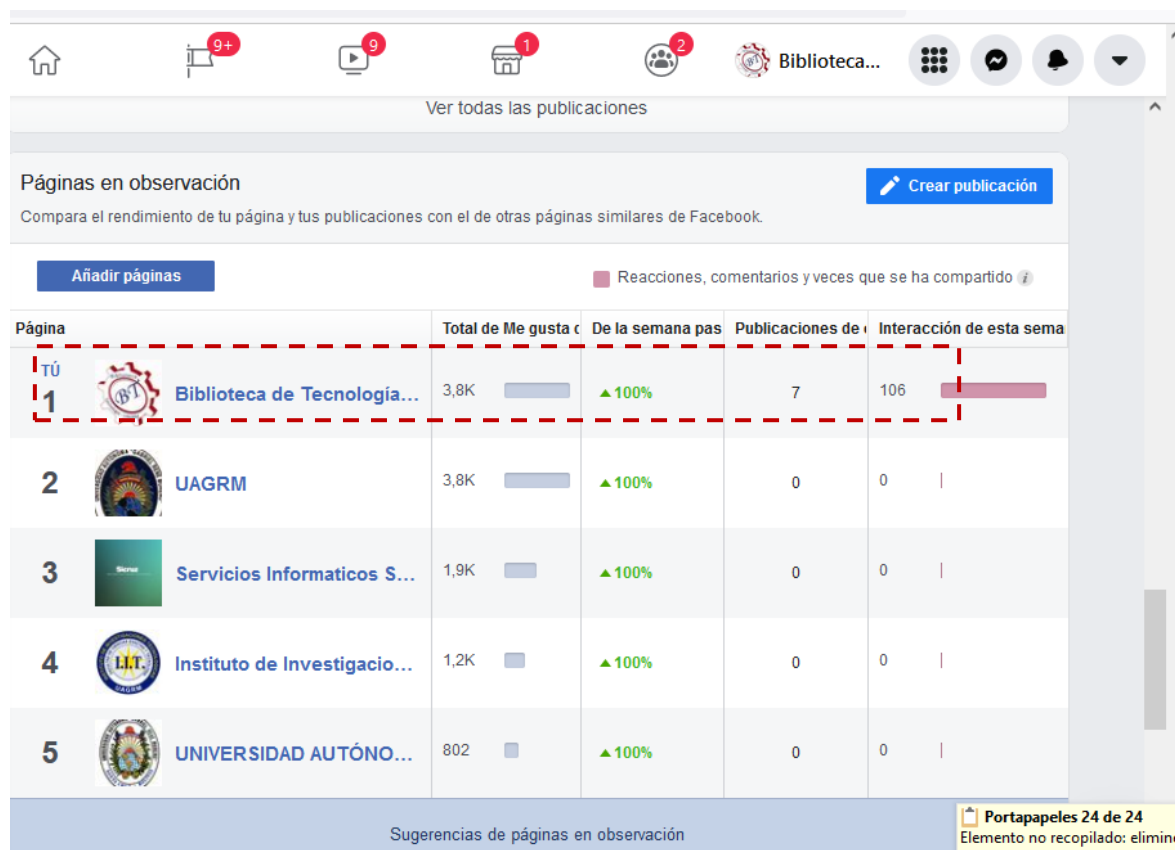 9+ 9 1 2 Biblioteca...
Ver todas las publicaciones
Páginas en observación
Crear publicación
Compara el rendimiento de tu página y tus publicaciones con el de otras páginas similares de Facebook.
Añadir páginas
Reacciones, comentarios y veces que se ha compartido i
Página Total de Me gusta d De la semana pas Publicaciones de Interacción de esta sema
TÚ
1 BT Biblioteca de Tecnología... 3,8K 100% 7 106
2 UAGRM 3,8K 100% 0 0
3 Sicruz Servicios Informaticos S... 1,9K 100% 0 0
4 I.I.T. UAGRM Instituto de Investigacio... 1,2K 100% 0 0
5 UNIVERSIDAD AUTÓNO... 802 100% 0 0
Sugerencias de páginas en observación
Portapapeles 24 de 24
Elemento no recopilado: elimine